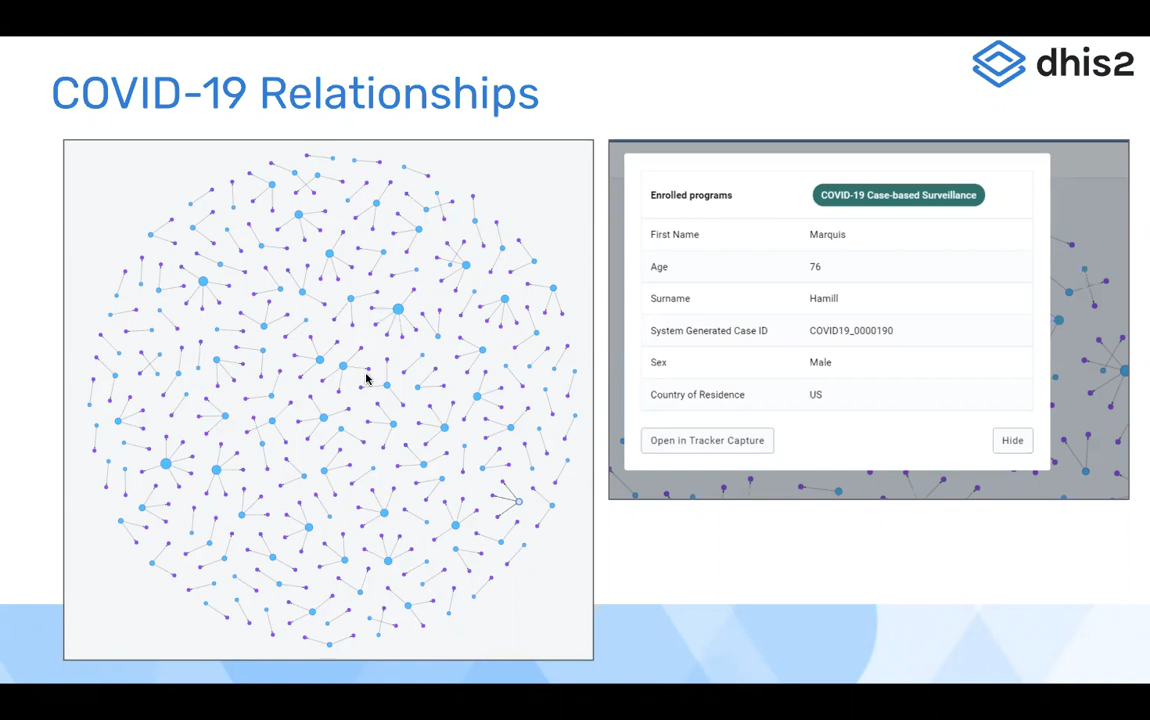 dhis2
COVID-19 Relationships
Enrolled programs COVID-19 Case-based Surveillance
First Name Marquis
Age 76
Surname Hamill
System Generated Case ID COVID19_0000190
Sex Male
Country of Residence US
Open in Tracker Capture Hide